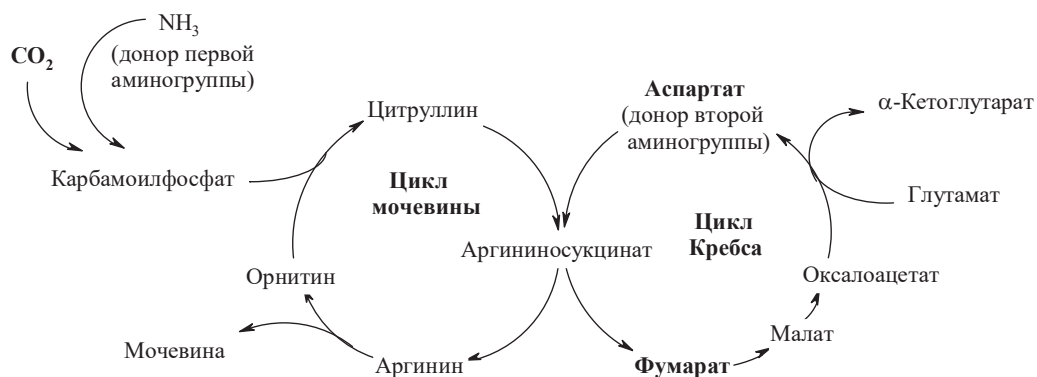 NH₃
(донор первой
аминогруппы)
CO₂
Карбамоилфосфат
Цитруллин
Цикл
мочевины
Орнитин
Мочевина
Аргинин
Аргининосукцинат
Аспартат
(донор второй
аминогруппы)
α-Кетоглутарат
Глутамат
Цикл
Кребса
Оксалоацетат
Малат
Фумарат